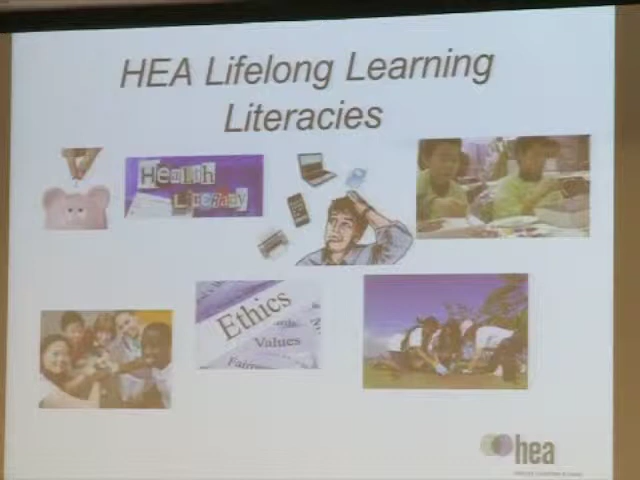 HEA Lifelong Learning
Literacies
Health
Literacy
Ethics
Values
hea